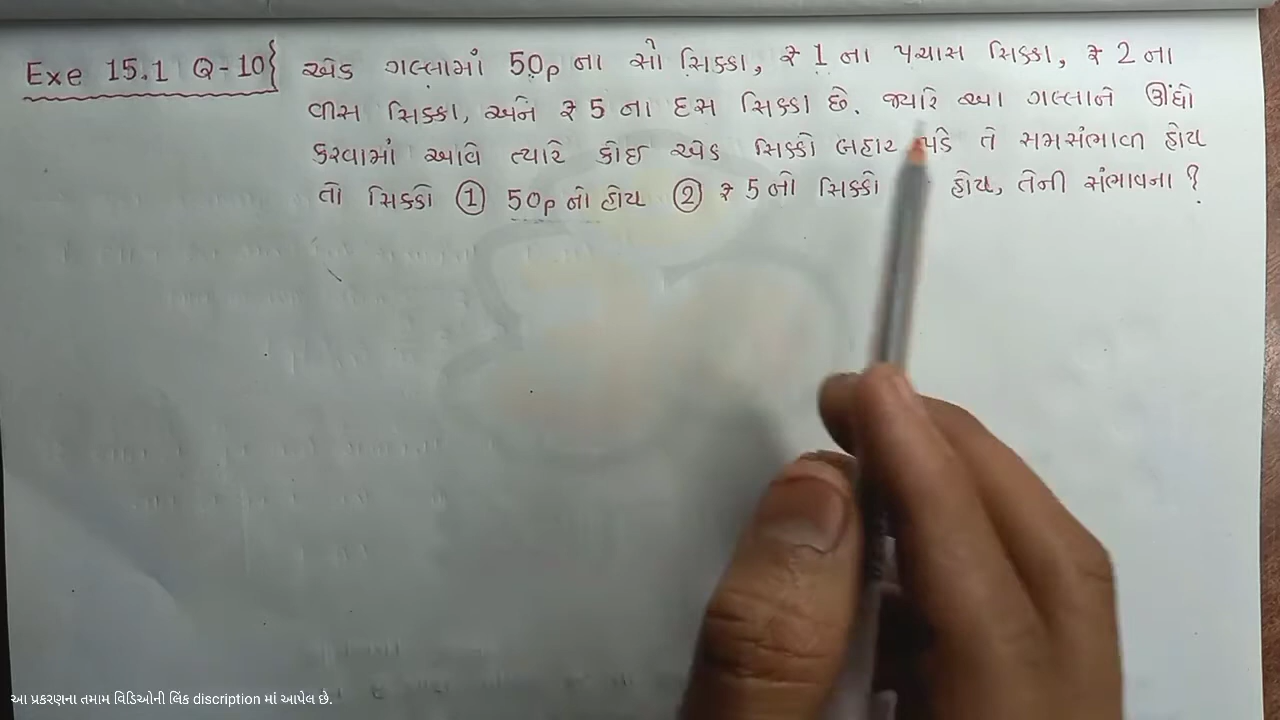 Exe 15.1 Q-10} એક ગલ્લામાં 50p ના સો સિક્કા, ₹ 1 ના પચાસ સિક્કા, ₹ 2 ના
વીસ સિક્કા, અને ₹ 5 ના દસ સિક્કા છે. જ્યારે આ ગલ્લાને ઊંધો
કરવામાં આવે ત્યારે કોઈ એક સિક્કો બહાર પડે તે સમસંભાવી હોય
તો સિક્કો ① 50p નો હોય ② ₹ 5 નો સિક્કો હોય, તેની સંભાવના ?
આ પ્રકરણના તમામ વિડિઓની લિંક discription માં આપેલ છે.